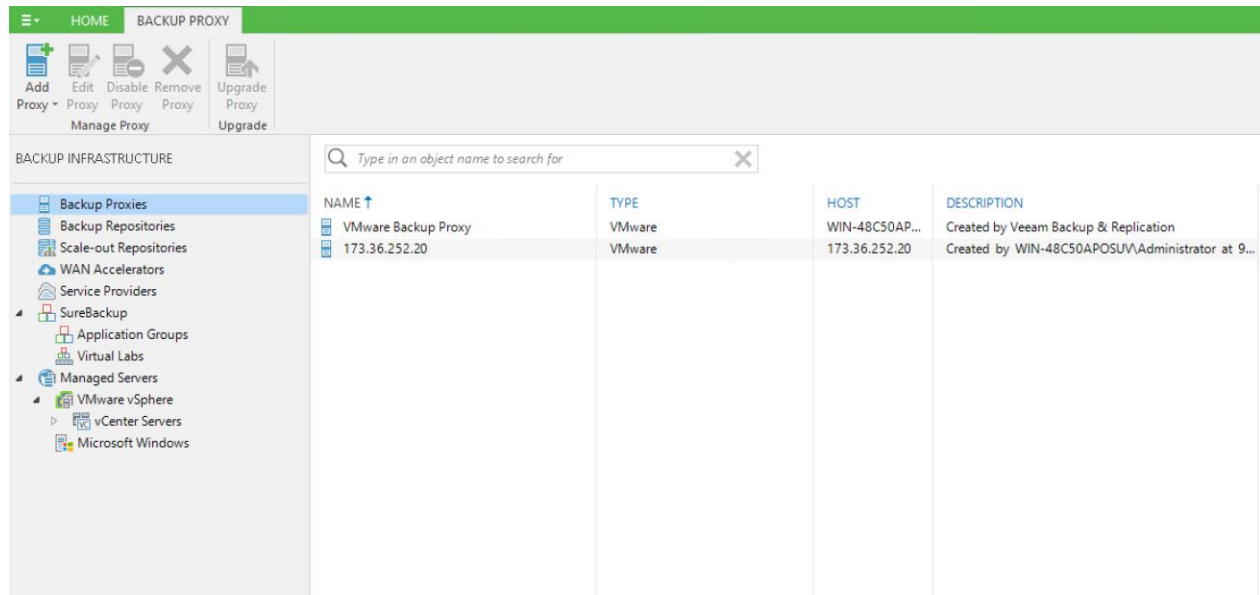 HOME BACKUP PROXY
Add Proxy Edit Proxy Disable Proxy Remove Proxy Upgrade Proxy
Manage Proxy Upgrade
BACKUP INFRASTRUCTURE
Type in an object name to search for
Backup Proxies
Backup Repositories
Scale-out Repositories
WAN Accelerators
Service Providers
SureBackup
Application Groups
Virtual Labs
Managed Servers
VMware vSphere
vCenter Servers
Microsoft Windows
NAME TYPE HOST DESCRIPTION
VMware Backup Proxy VMware WIN-48C50AP... Created by Veeam Backup & Replication
173.36.252.20 VMware 173.36.252.20 Created by WIN-48C50APOSUV\Administrator at 9...